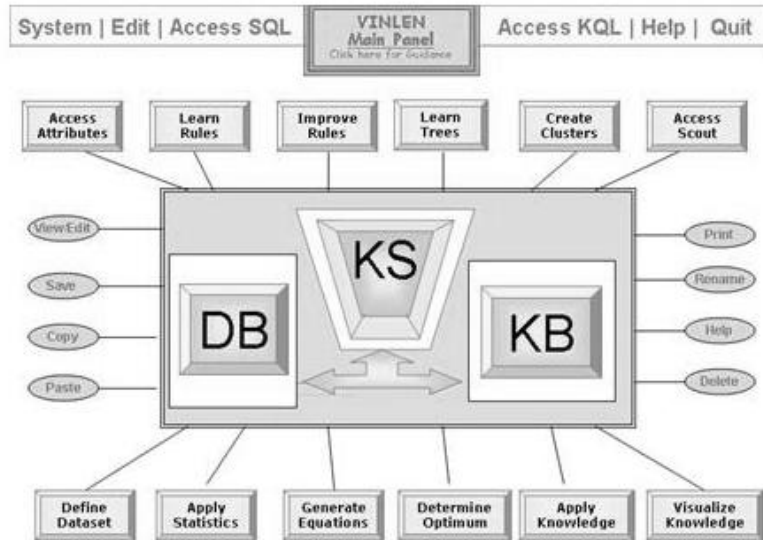 System | Edit | Access SQL
VINLEN
Main Panel
Click here for Guidance
Access KQL | Help | Quit
Access
Attributes
Learn
Rules
Improve
Rules
Learn
Trees
Create
Clusters
Access
Scout
View/Edit
Save
Copy
Paste
KS
DB
KB
Print
Rename
Help
Delete
Define
Dataset
Apply
Statistics
Generate
Equations
Determine
Optimum
Apply
Knowledge
Visualize
Knowledge